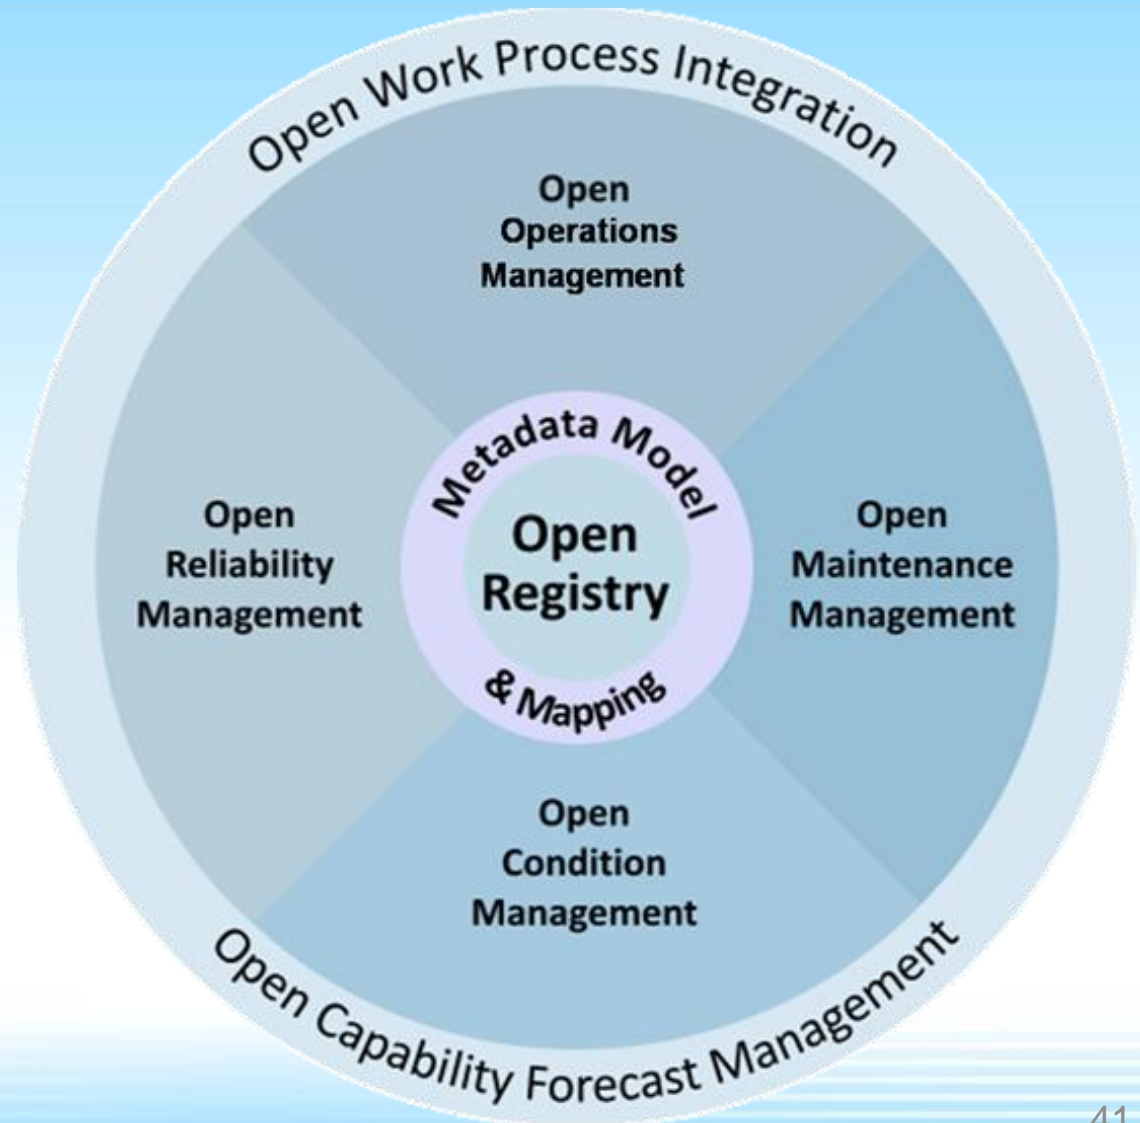 Open Work Process Integration
Open
Operations
Management
Open
Reliability
Management
Metadata Model
Open
Registry
& Mapping
Open
Maintenance
Management
Open
Condition
Management
Open Capability Forecast Management
41